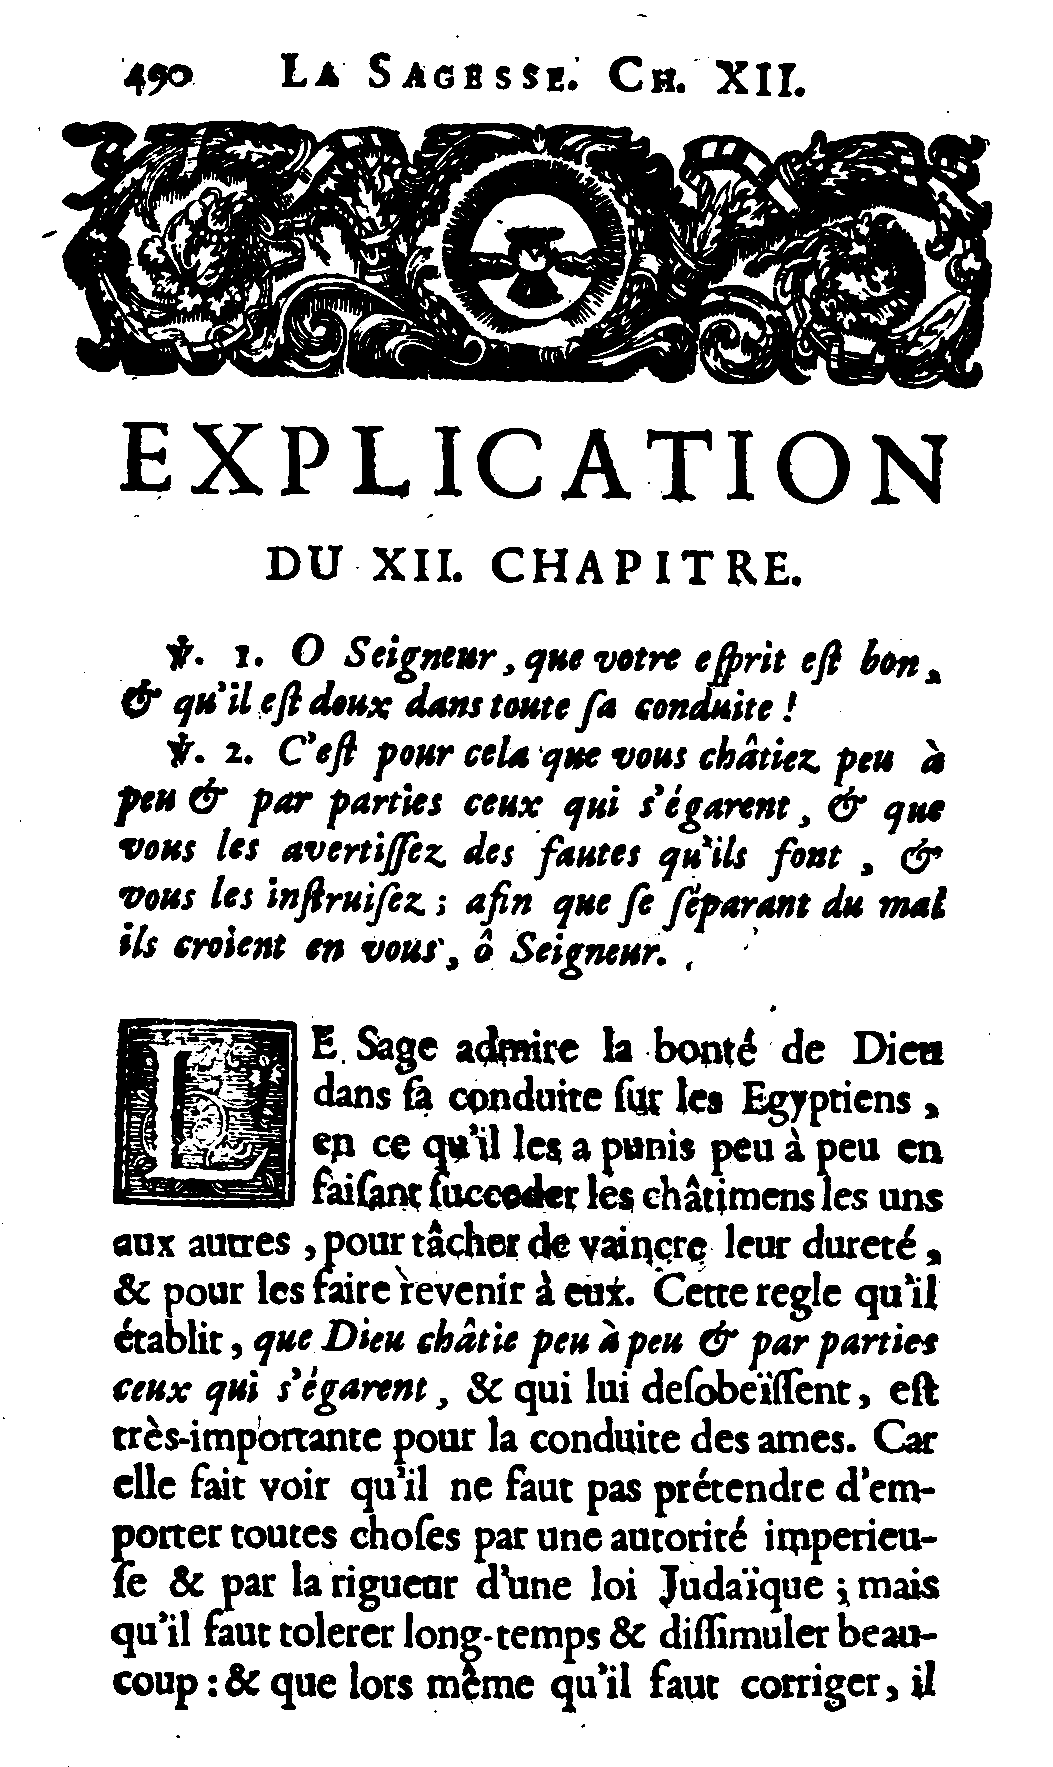 490 LA SAGESSE. CH. XII.
EXPLICATION
DU XII. CHAPITRE.
℣. 1. O Seigneur, que votre eſprit eſt bon,
& qu'il eſt doux dans toute ſa conduite !
℣. 2. C'eſt pour cela que vous châtiez peu à
peu & par parties ceux qui s'égarent, & que
vous les avertiſſez des fautes qu'ils font , &
vous les inſtruiſez ; afin que ſe ſéparant du mal
ils croient en vous, ô Seigneur.
LE Sage admire la bonté de Dieu
dans ſa conduite ſur les Egyptiens ,
en ce qu'il les a punis peu à peu en
faiſant ſucceder les châtimens les uns
aux autres , pour tâcher de vaincre leur dureté ,
& pour les faire revenir à eux. Cette regle qu'il
établit , que Dieu châtie peu à peu & par parties
ceux qui s'égarent , & qui lui deſobeïſſent , eſt
très-importante pour la conduite des ames. Car
elle fait voir qu'il ne faut pas prétendre d'em-
porter toutes choſes par une autorité imperieu-
ſe & par la rigueur d'une loi Judaïque ; mais
qu'il faut tolerer long-temps & diſſimuler beau-
coup : & que lors même qu'il faut corriger , il